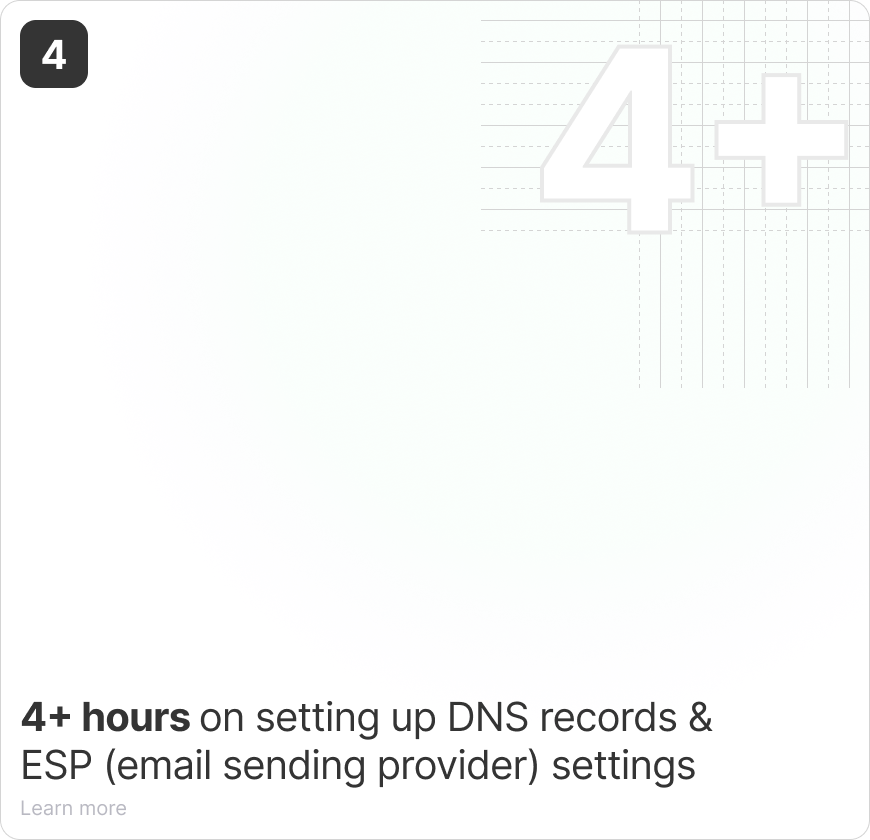 4
4+
4+ hours on setting up DNS records &
ESP (email sending provider) settings
Learn more